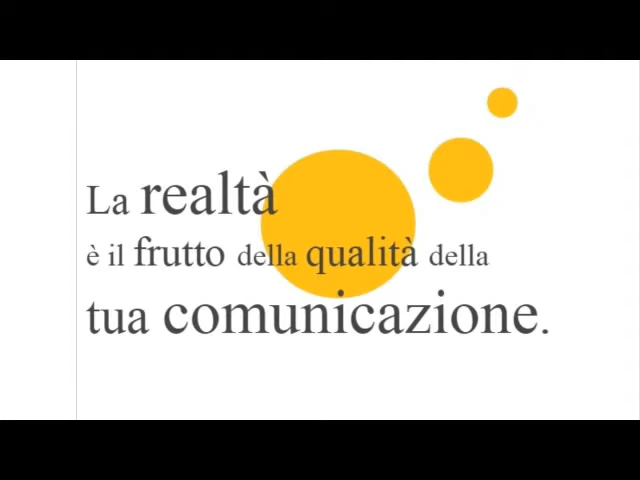 La realtà
è il frutto della qualità della
tua comunicazione.